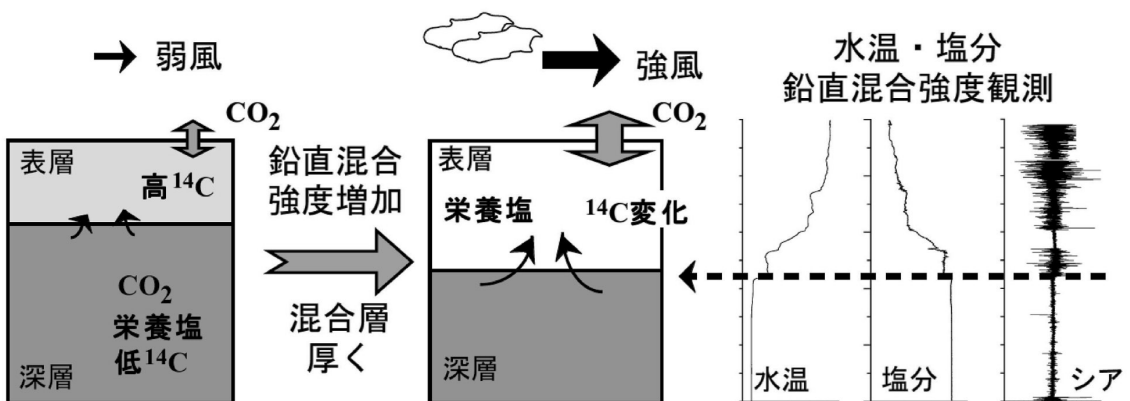 弱風
CO2
表層
高14C
CO2
栄養塩
低14C
深層
鉛直混合
強度増加
混合層
厚く
強風
CO2
表層
栄養塩
14C変化
深層
水温・塩分
鉛直混合強度観測
水温
塩分
シア